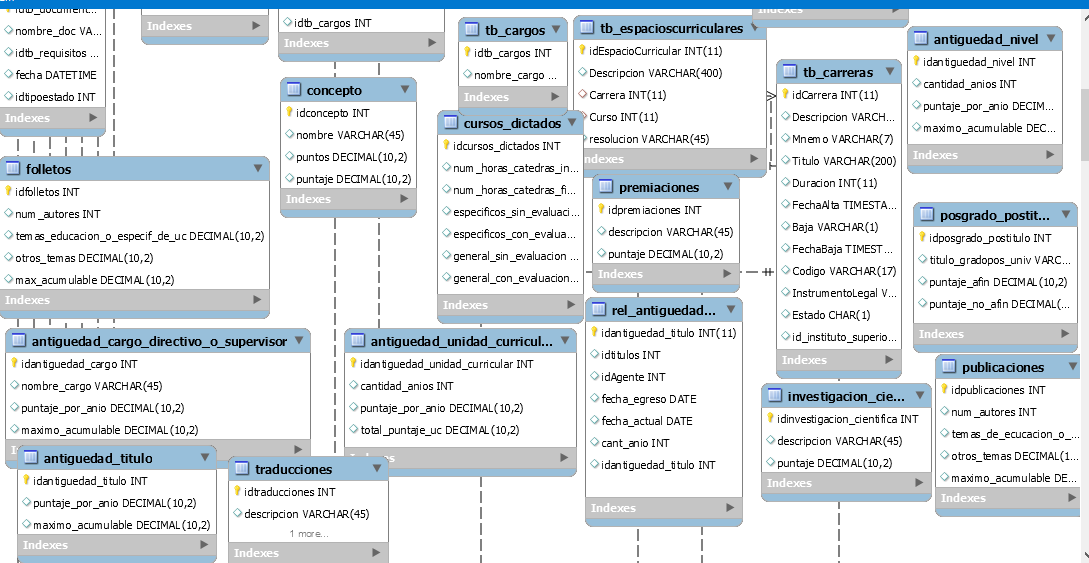 nombre_doc VA...
idtb_requisitos ...
fecha DATETIME
idtipoestado INT
Indexes
idtb_cargos INT
Indexes
concepto
idconcepto INT
nombre VARCHAR(45)
puntos DECIMAL(10,2)
puntaje DECIMAL(10,2)
Indexes
tb_cargos
idtb_cargos INT
nombre_cargo ...
Indexes
tb_espacioscurriculares
idEspacioCurricular INT(11)
Descripcion VARCHAR(400)
Carrera INT(11)
Curso INT(11)
resolucion VARCHAR(45)
Indexes
cursos_dictados
idcursos_dictados INT
num_horas_catedras_in...
num_horas_catedras_fi...
especificos_sin_evaluaci...
especificos_con_evalua...
general_sin_evaluacion ...
general_con_evaluacion...
Indexes
tb_carreras
idCarrera INT(11)
Descripcion VARCH...
Mnemo VARCHAR(7)
Titulo VARCHAR(200)
Duracion INT(11)
FechaAlta TIMESTA...
Baja VARCHAR(1)
FechaBaja TIMEST...
Codigo VARCHAR(17)
InstrumentoLegal V...
Estado CHAR(1)
id_instituto_superio...
Indexes
antiguedad_nivel
idantiguedad_nivel INT
cantidad_anios INT
puntaje_por_anio DECIM...
maximo_acumulable DEC...
Indexes
folletos
idfolletos INT
num_autores INT
temas_educacion_o_especif_de_uc DECIMAL(10,2)
otros_temas DECIMAL(10,2)
max_acumulable DECIMAL(10,2)
Indexes
premiaciones
idpremiaciones INT
descripcion VARCHAR(45)
puntaje DECIMAL(10,2)
Indexes
posgrado_postit...
idposgrado_postitulo INT
titulo_gradopos_univ VARC...
puntaje_afin DECIMAL(10,2)
puntaje_no_afin DECIMAL(...
Indexes
antiguedad_cargo_directivo_o_supervisor
idantiguedad_cargo INT
nombre_cargo VARCHAR(45)
puntaje_por_anio DECIMAL(10,2)
maximo_acumulable DECIMAL(10,2)
antiguedad_unidad_curricul...
idantiguedad_unidad_curricular INT
cantidad_anios INT
puntaje_por_anio DECIMAL(10,2)
total_puntaje_uc DECIMAL(10,2)
Indexes
rel_antiguedad...
idantiguedad_titulo INT(11)
idtitulos INT
idAgente INT
fecha_egreso DATE
fecha_actual DATE
cant_anio INT
idantiguedad_titulo INT
Indexes
investigacion_cie...
idinvestigacion_cientifica INT
descripcion VARCHAR(45)
puntaje DECIMAL(10,2)
Indexes
publicaciones
idpublicaciones INT
num_autores INT
temas_de_ecucacion_o_...
otros_temas DECIMAL(1...
maximo_acumulable DE...
Indexes
antiguedad_titulo
idantiguedad_titulo INT
puntaje_por_anio DECIMAL(10,2)
maximo_acumulable DECIMAL(10,2)
Indexes
traducciones
idtraducciones INT
descripcion VARCHAR(45)
1 more...
Indexes